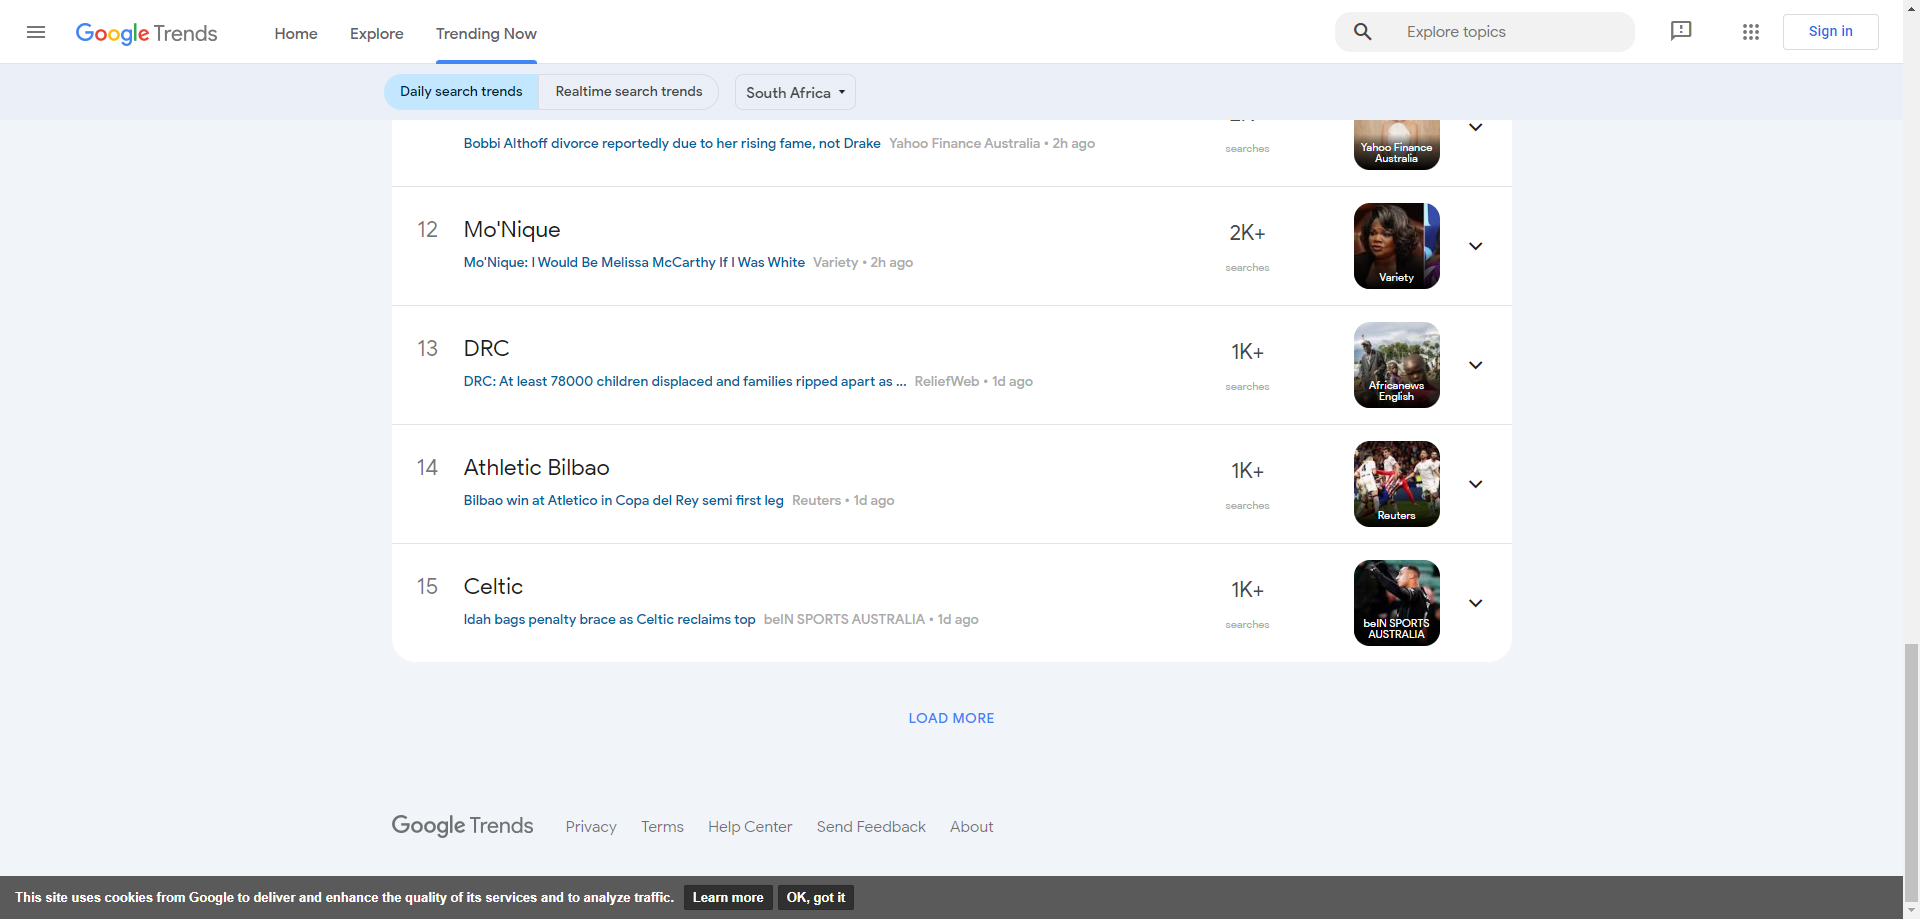 Google Trends
Home
Explore
Trending Now
Explore topics
Sign in
Daily search trends
Realtime search trends
South Africa
Bobbi Althoff divorce reportedly due to her rising fame, not Drake Yahoo Finance Australia • 2h ago
searches
Yahoo Finance
Australia
12
Mo'Nique
Mo'Nique: I Would Be Melissa McCarthy If I Was White Variety • 2h ago
2K+
searches
Variety
13
DRC
DRC: At least 78000 children displaced and families ripped apart as ... ReliefWeb • 1d ago
1K+
searches
Africanews
English
14
Athletic Bilbao
Bilbao win at Atletico in Copa del Rey semi first leg Reuters • 1d ago
1K+
searches
Reuters
15
Celtic
Idah bags penalty brace as Celtic reclaims top beIN SPORTS AUSTRALIA • 1d ago
1K+
searches
beIN SPORTS
AUSTRALIA
LOAD MORE
Google Trends
Privacy
Terms
Help Center
Send Feedback
About
This site uses cookies from Google to deliver and enhance the quality of its services and to analyze traffic.
Learn more
OK, got it